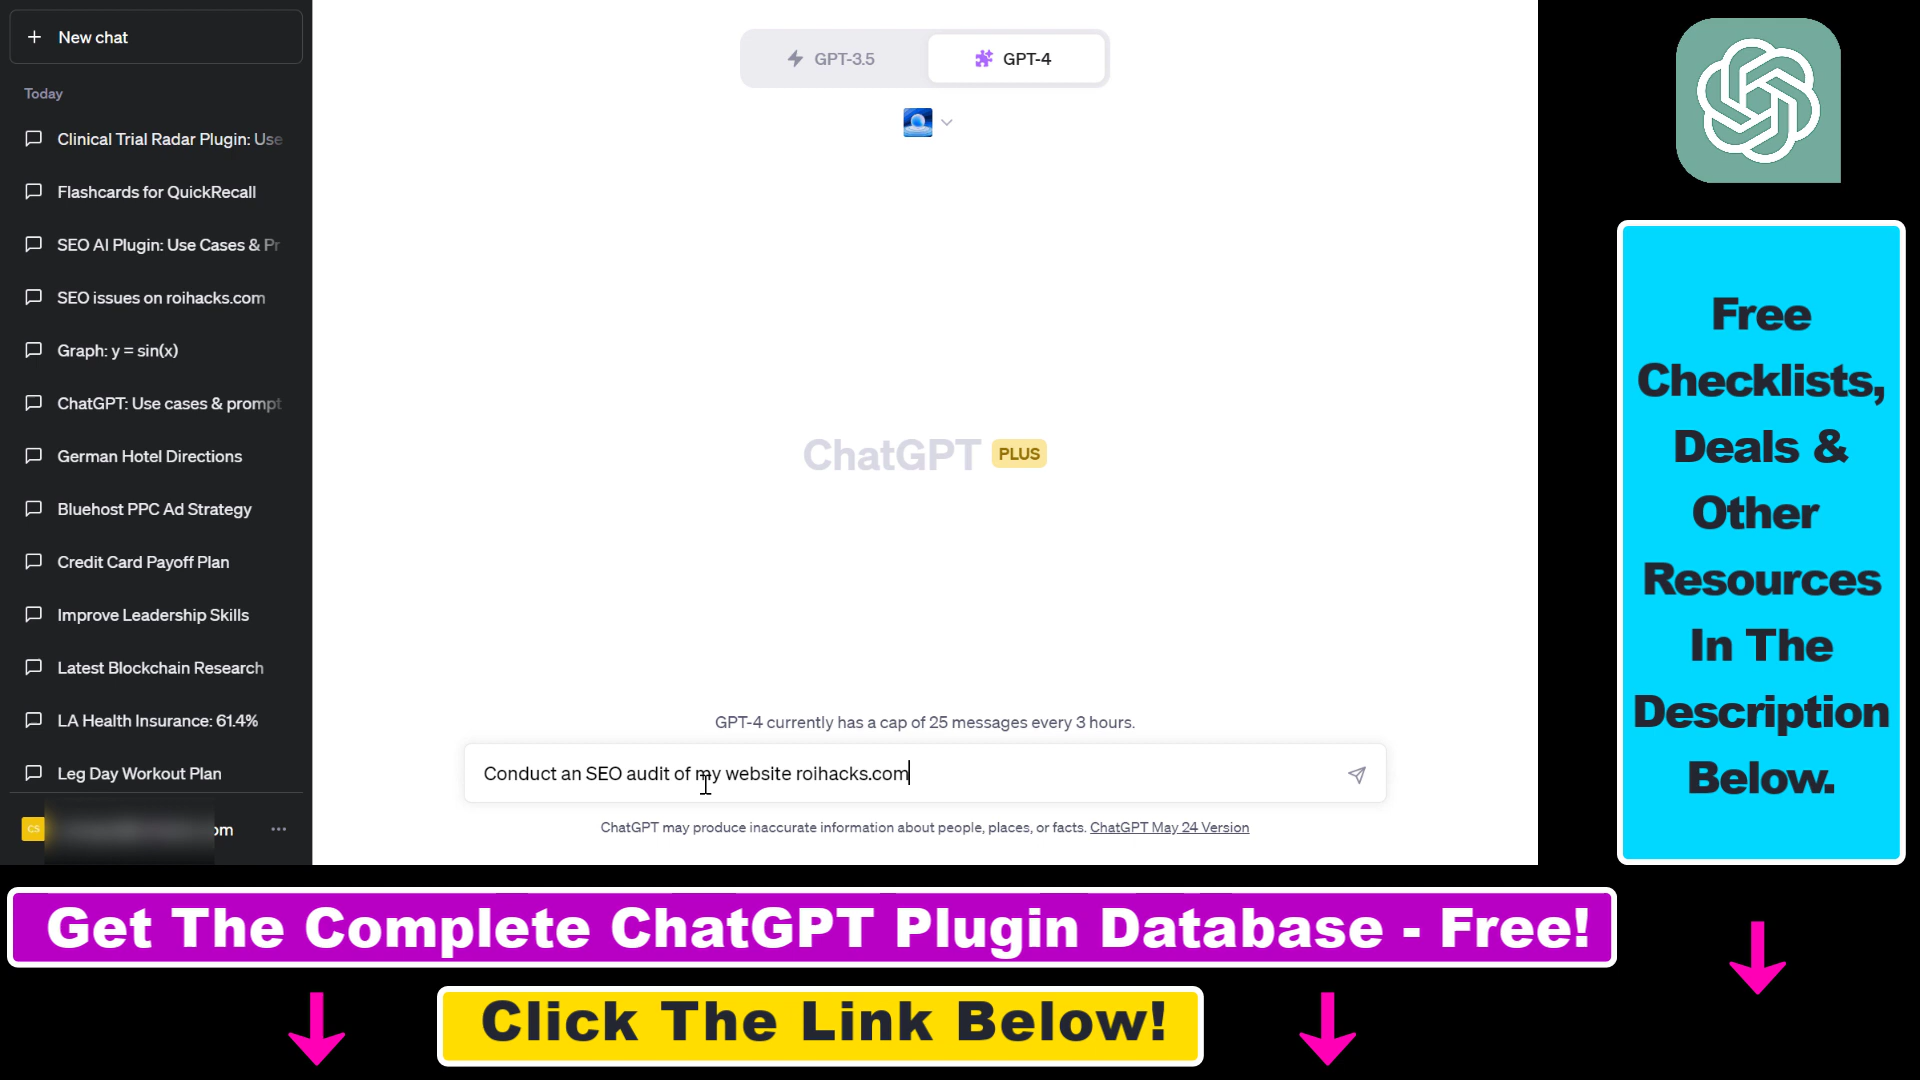 New chat
Today
Clinical Trial Radar Plugin: Use
Flashcards for QuickRecall
SEO AI Plugin: Use Cases & Pr
SEO issues on roihacks.com
Graph: y = sin(x)
ChatGPT: Use cases & prompt
German Hotel Directions
Bluehost PPC Ad Strategy
Credit Card Payoff Plan
Improve Leadership Skills
Latest Blockchain Research
LA Health Insurance: 61.4%
Leg Day Workout Plan
CS
om
GPT-3.5
GPT-4
ChatGPT PLUS
GPT-4 currently has a cap of 25 messages every 3 hours.
Conduct an SEO audit of my website roihacks.com
ChatGPT may produce inaccurate information about people, places, or facts. ChatGPT May 24 Version
Free
Checklists,
Deals &
Other
Resources
In The
Description
Below.
Get The Complete ChatGPT Plugin Database - Free!
Click The Link Below!